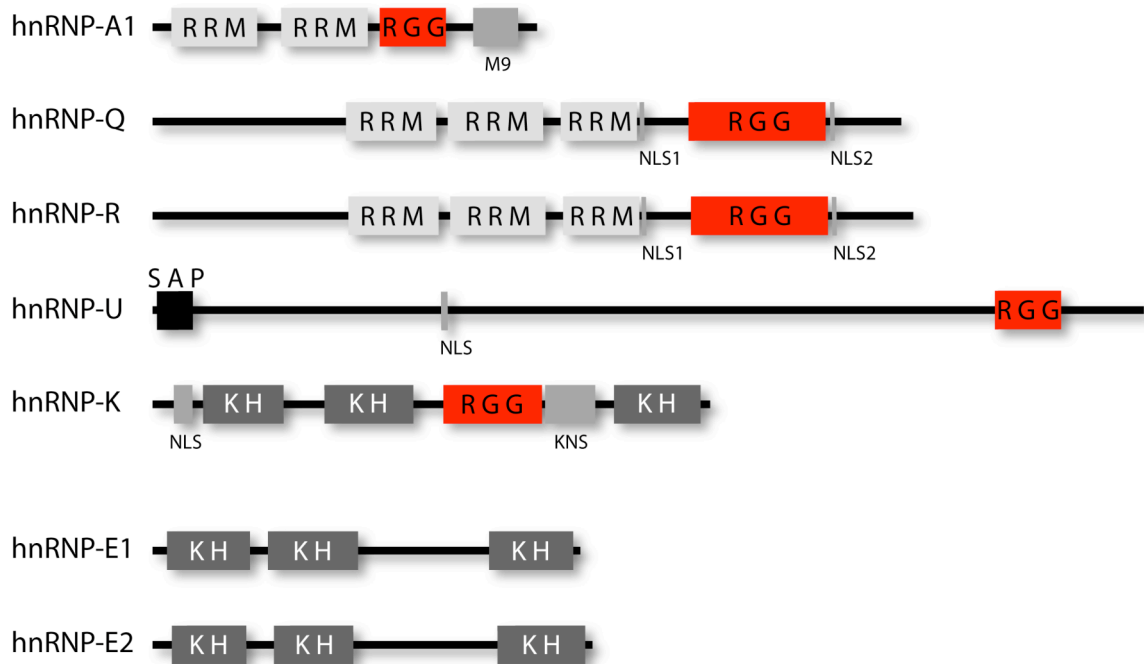 hnRNP-A1 RRM RRM RGG
M9
hnRNP-Q RRM RRM RRM RGG
NLS1 NLS2
hnRNP-R RRM RRM RRM RGG
NLS1 NLS2
SAP
hnRNP-U RGG
NLS
hnRNP-K KH KH RGG KH
NLS KNS
hnRNP-E1 KH KH KH
hnRNP-E2 KH KH KH